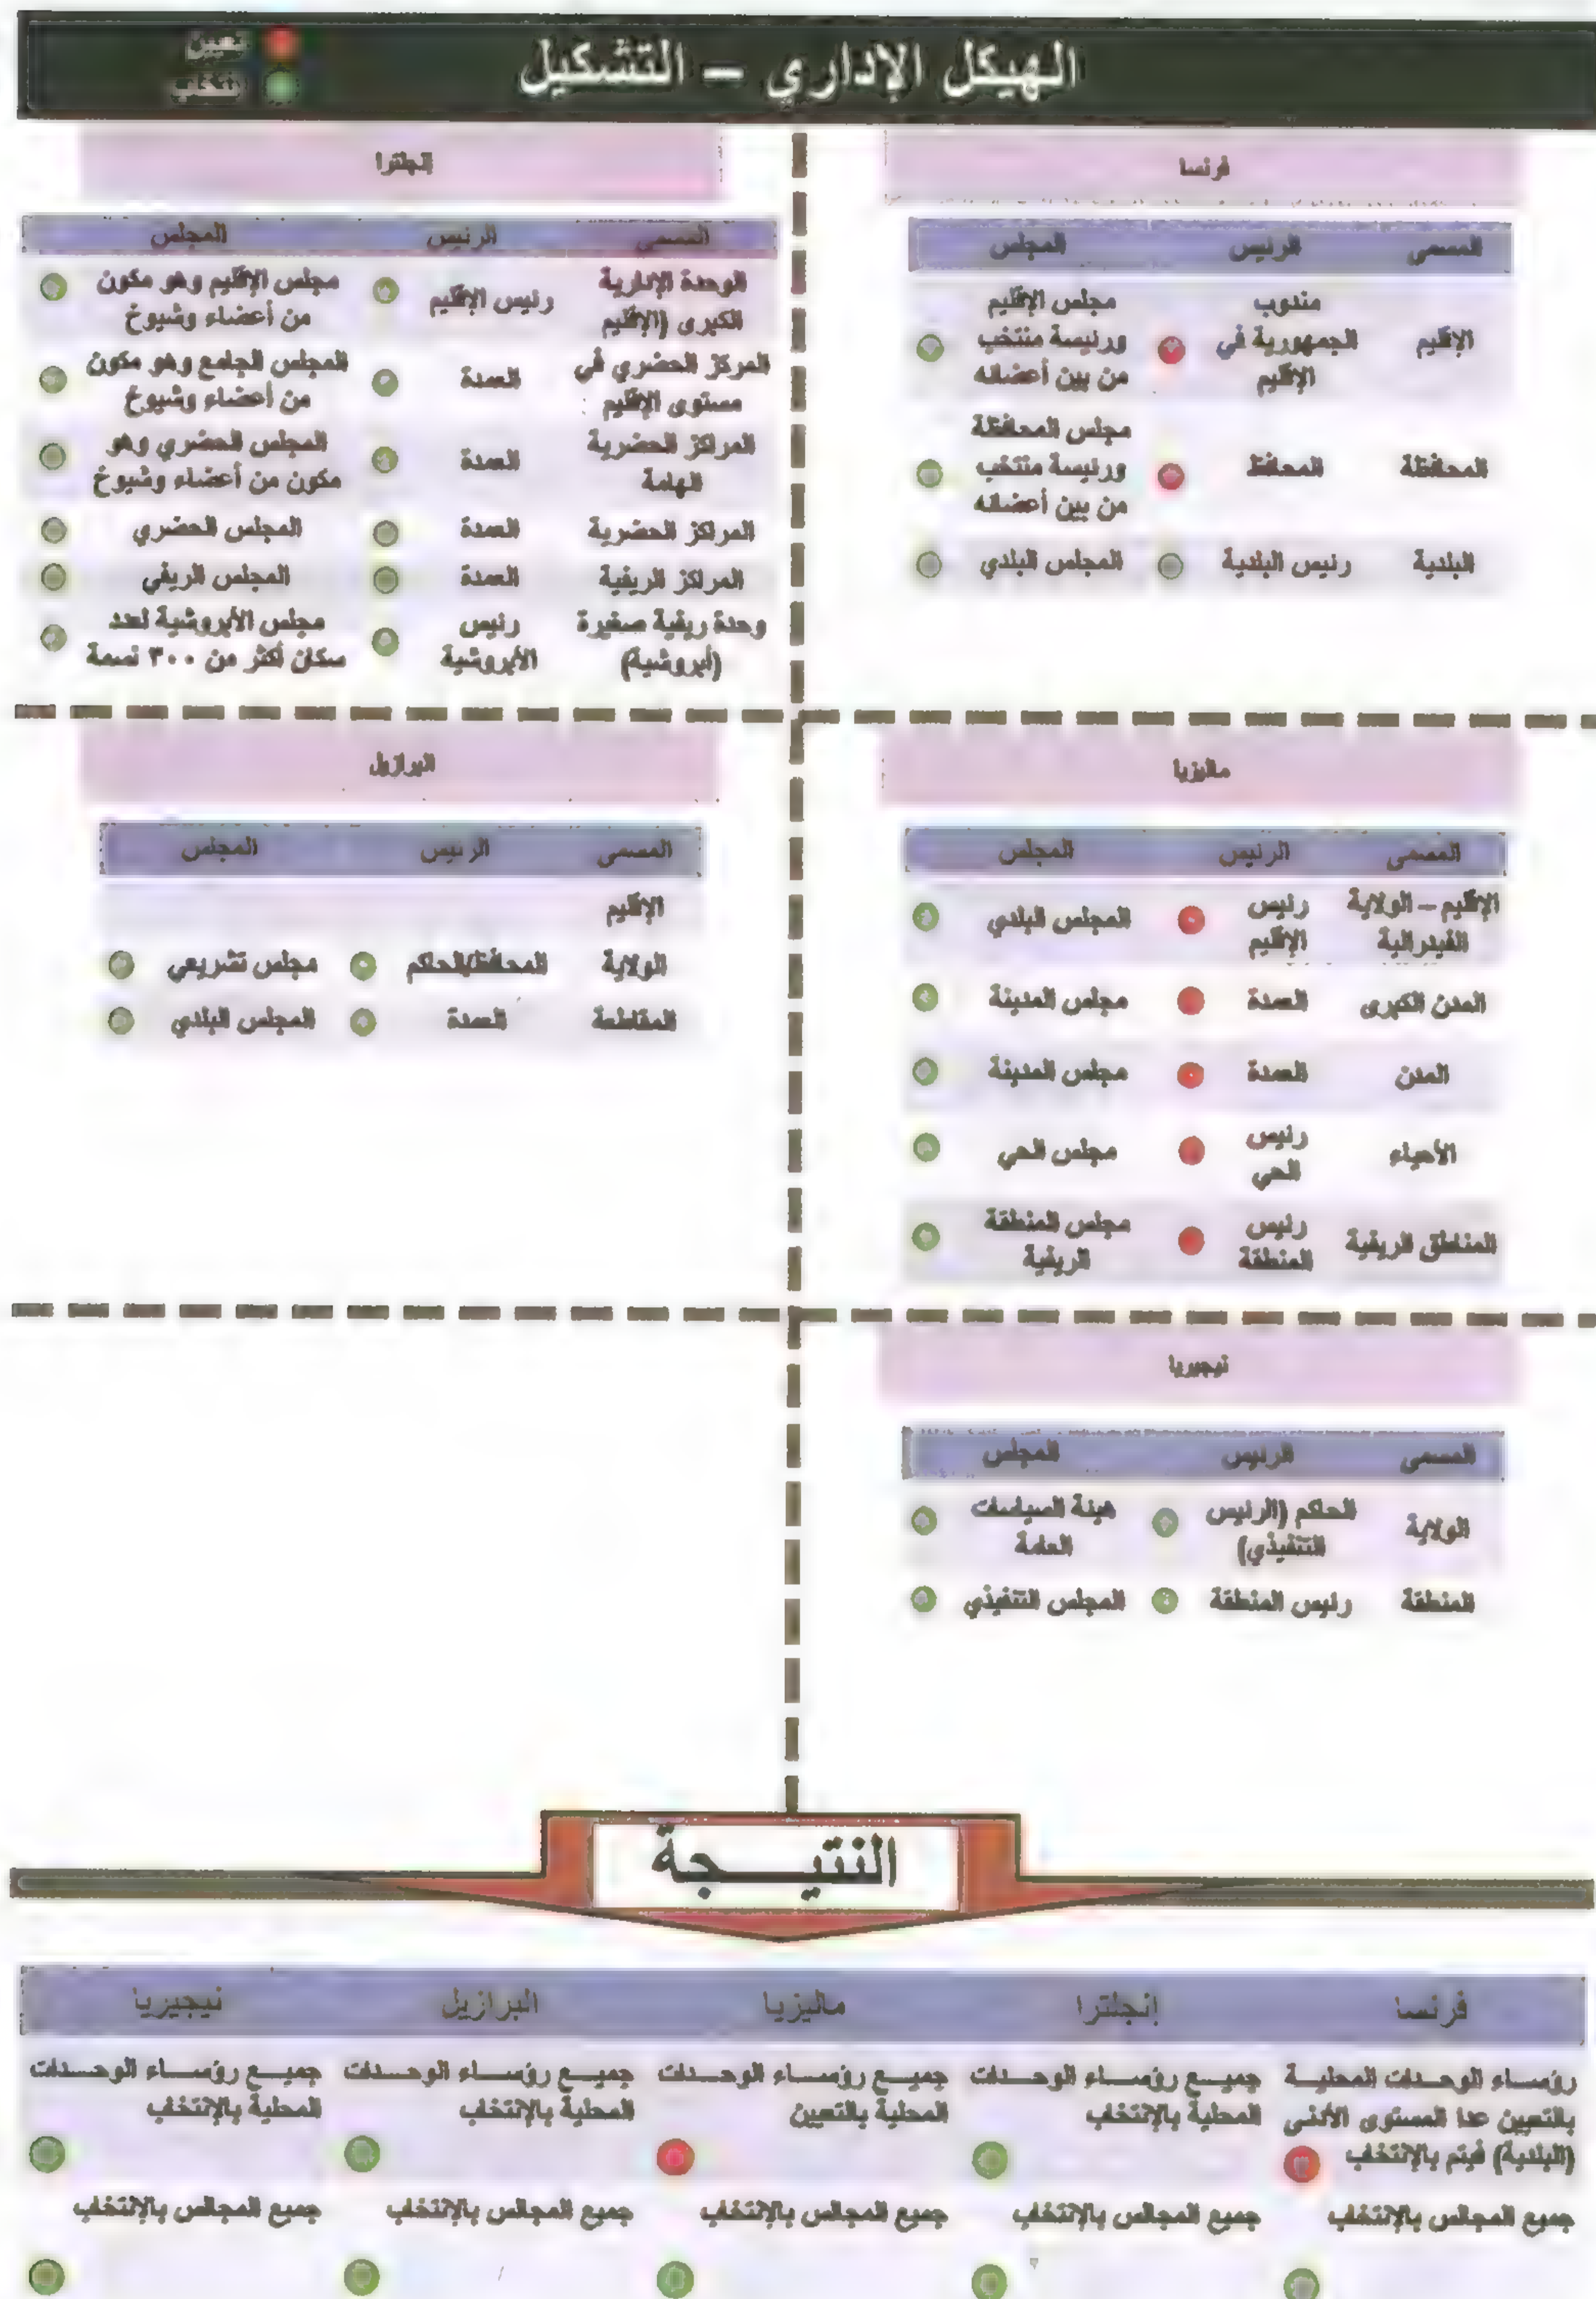 الهيكل الإداري – التشكيل
تعيين
إنتخاب
فرنسا
المسمى الرئيس المجلس
الإقليم
مندوب
الجمهورية في
الإقليم
مجلس الإقليم
ورئيسة منتخب
من بين أعضائه
المحافظة
المحافظ
مجلس المحافظة
ورئيسة منتخب
من بين أعضائه
البلدية رئيس البلدية المجلس البلدي
إنجلترا
المسمى الرئيس المجلس
الوحدة الإدارية
الكبرى (الإقليم
رئيس الإقليم
مجلس الإقليم وهو مكون
من أعضاء وشيوخ
المركز الحضري في
مستوى الإقليم
العمدة
المجلس الجامع وهو مكون
من أعضاء وشيوخ
المراكز الحضرية
الهامة
العمدة
المجلس الحضري وهو
مكون من أعضاء وشيوخ
المراكز الحضرية العمدة المجلس الحضري
المراكز الريفية العمدة المجلس الريفي
وحدة ريفية صغيرة
(أبروشية)
رئيس
الأبروشية
مجلس الأبروشية لعدد
سكان أكثر من ٣٠٠ نسمة
ماليزيا
المسمى الرئيس المجلس
الإقليم – الولاية
الفيدرالية
رئيس
الإقليم
المجلس البلدي
المدن الكبرى العمدة مجلس المدينة
المدن العمدة مجلس المدينة
الأحياء
رئيس
الحي
مجلس الحي
المناطق الريفية
رئيس
المنطقة
مجلس المنطقة
الريفية
البرازيل
المسمى الرئيس المجلس
الإقليم
الولاية المحافظ/الحاكم مجلس تشريعي
المقاطعة العمدة المجلس البلدي
نيجيريا
المسمى الرئيس المجلس
الولاية
الحاكم (الرئيس
التنفيذي)
هيئة السياسات
العامة
المنطقة رئيس المنطقة المجلس التنفيذي
النتيـــجة
فرنسا إنجلترا ماليزيا البرازيل نيجيريا
رؤساء الوحدات المحلية
بالتعيين عدا المستوى الأدنى
(البلدية) فيتم بالإنتخاب
جميع المجالس بالإنتخاب
جميع رؤساء الوحدات
المحلية بالإنتخاب
جميع المجالس بالإنتخاب
جميع رؤساء الوحدات
المحلية بالتعيين
جميع المجالس بالإنتخاب
جميع رؤساء الوحدات
المحلية بالإنتخاب
جميع المجالس بالإنتخاب
جميع رؤساء الوحدات
المحلية بالإنتخاب
جميع المجالس بالإنتخاب